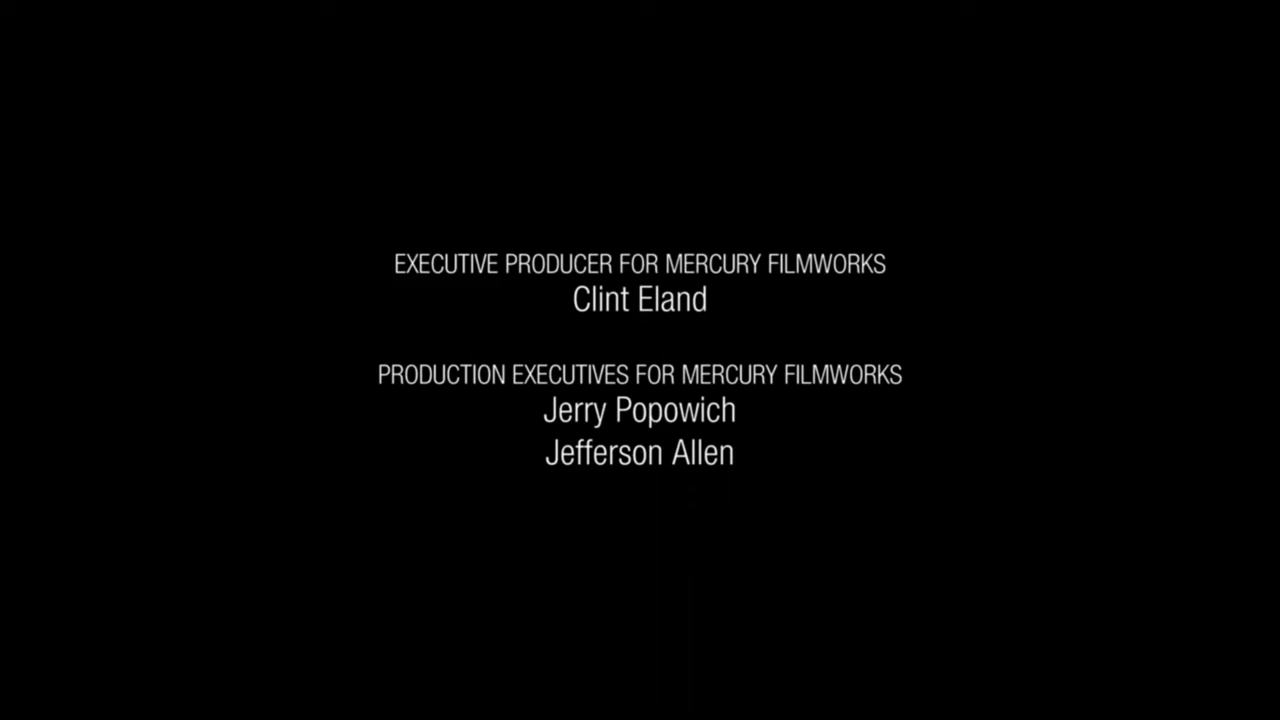 EXECUTIVE PRODUCER FOR MERCURY FILMWORKS
Clint Eland
PRODUCTION EXECUTIVES FOR MERCURY FILMWORKS
Jerry Popowich
Jefferson Allen